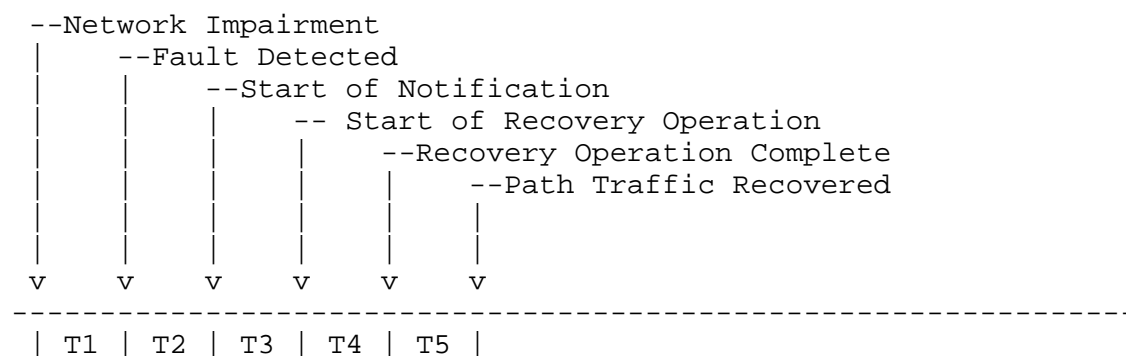 --Network Impairment
|    --Fault Detected
|    |    --Start of Notification
|    |    |    -- Start of Recovery Operation
|    |    |    |    --Recovery Operation Complete
|    |    |    |    |    --Path Traffic Recovered
|    |    |    |    |    |
|    |    |    |    |    |
v    v    v    v    v    v
----------------------------------------------------------------
| T1 | T2 | T3 | T4 | T5 |